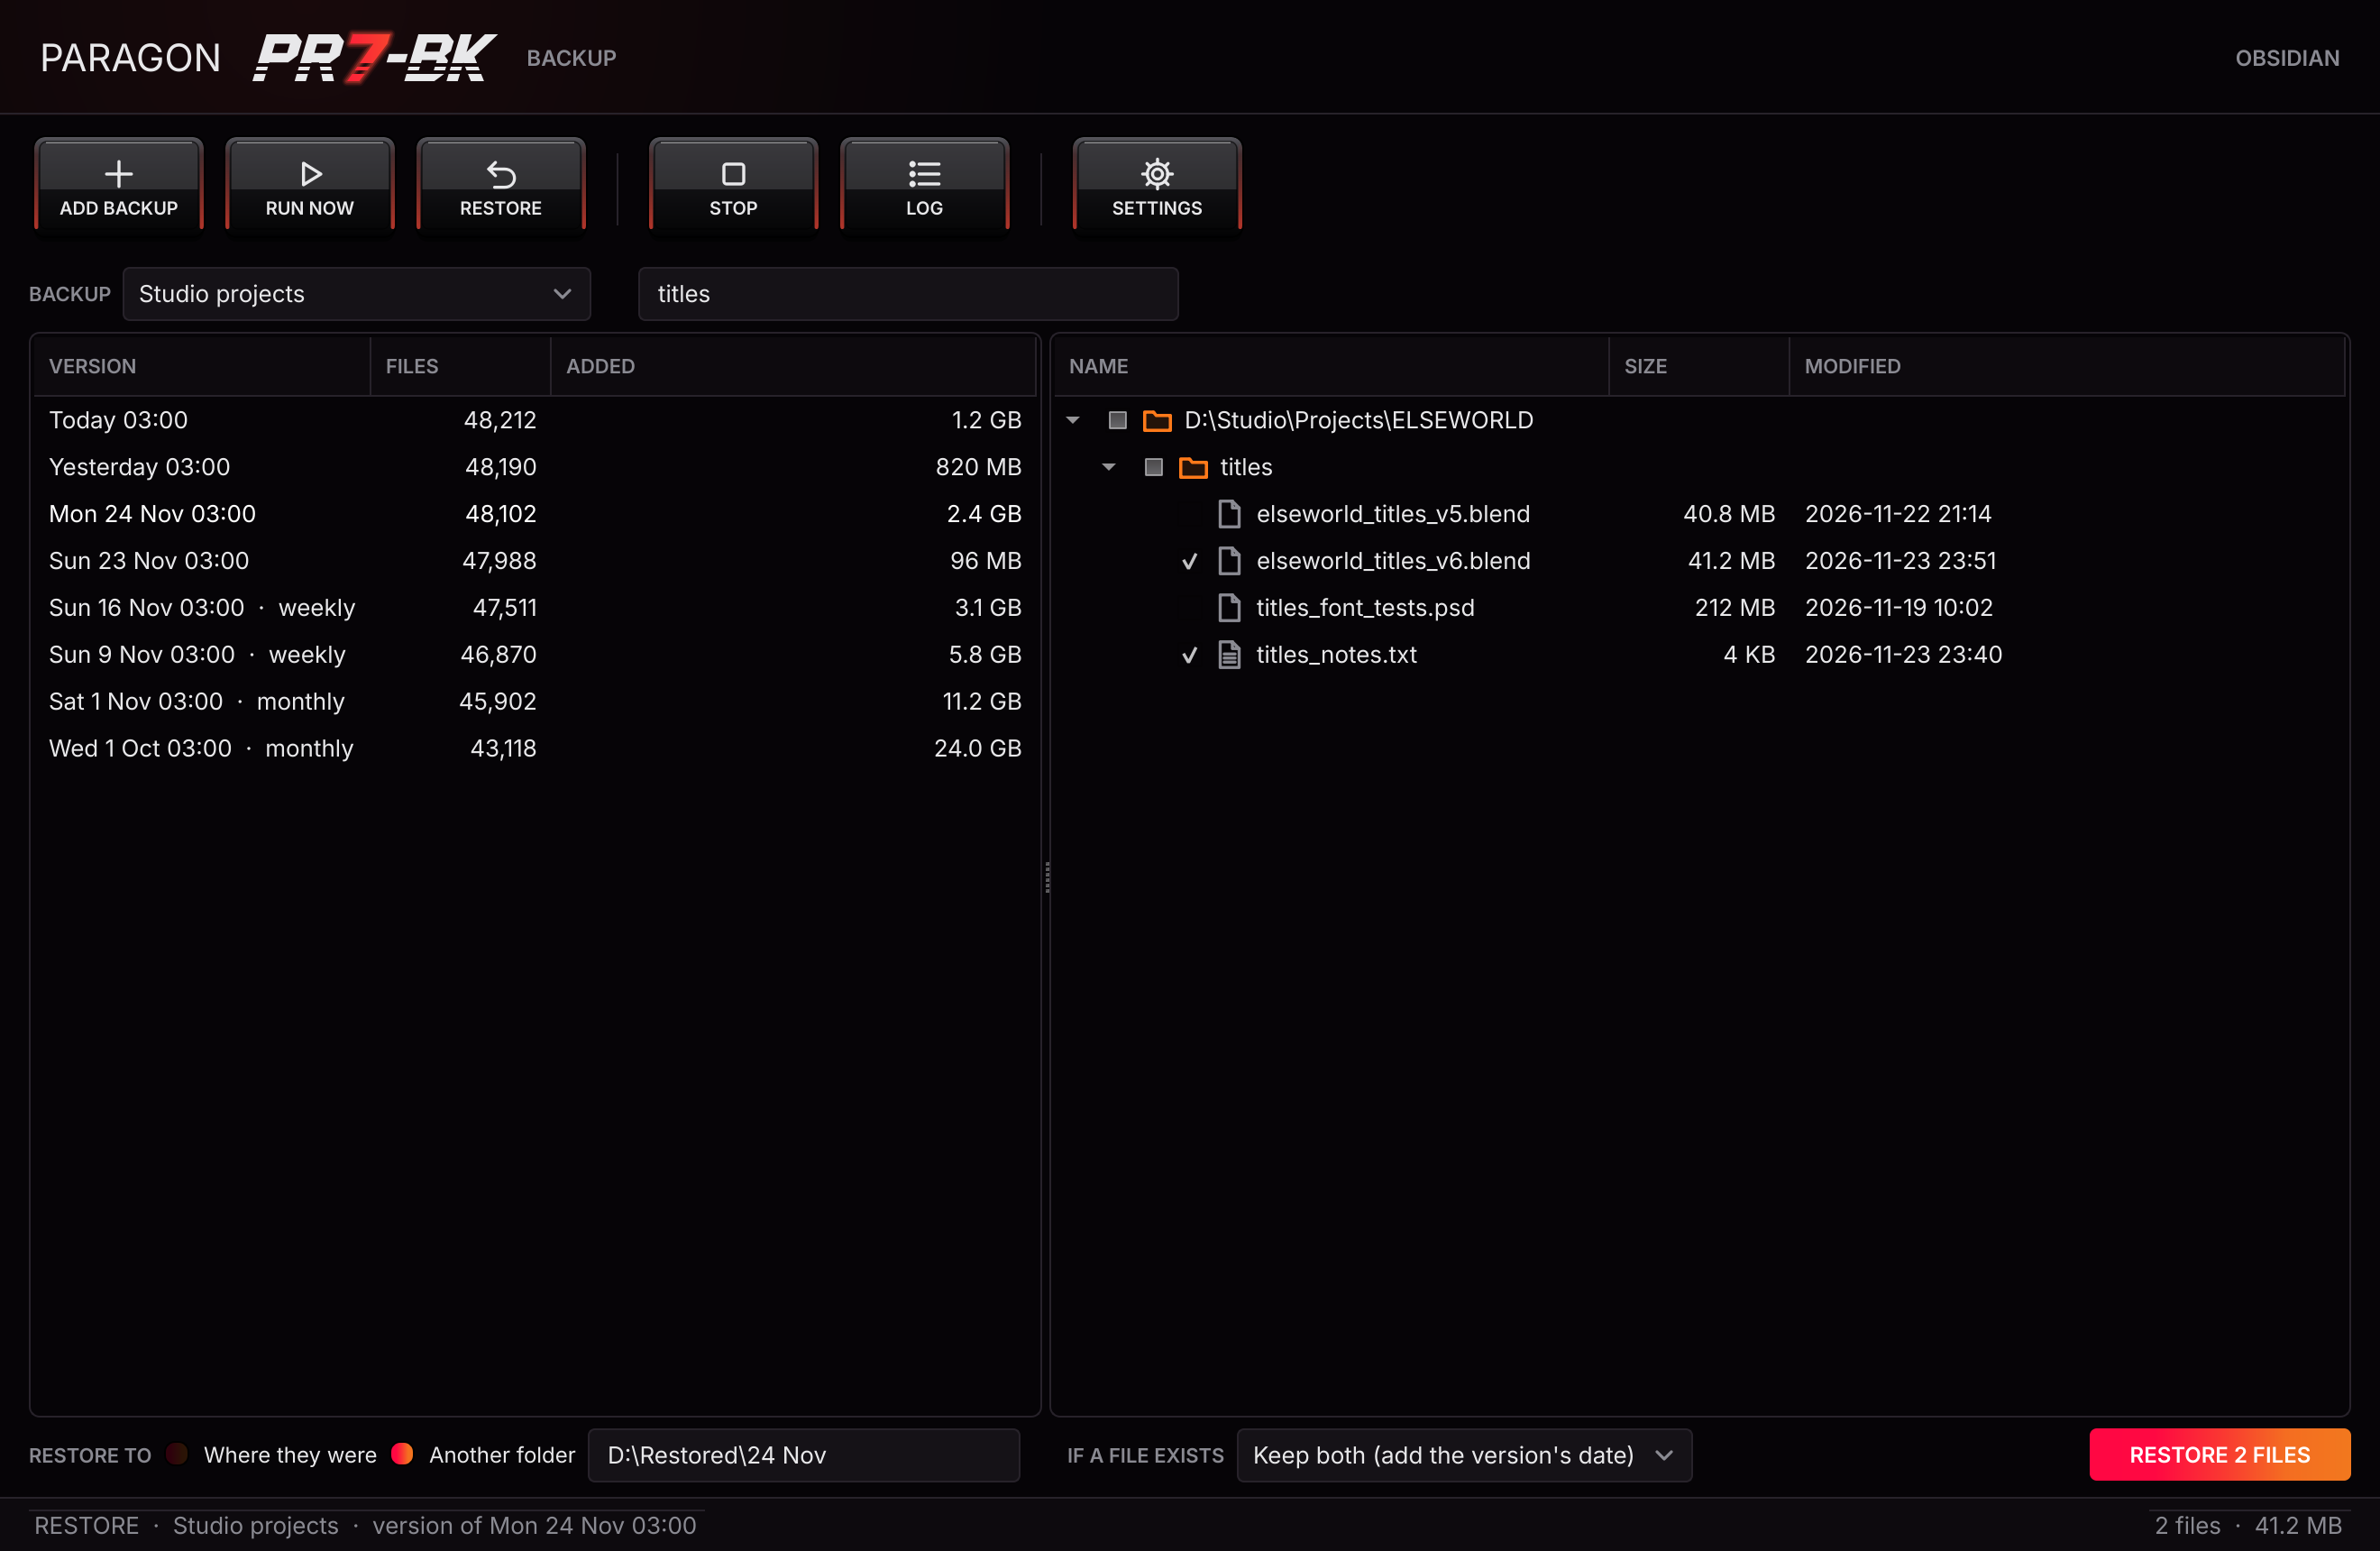 PARAGON PR7-BK BACKUP OBSIDIAN
ADD BACKUP RUN NOW RESTORE STOP LOG SETTINGS
BACKUP Studio projects titles
VERSION FILES ADDED
Today 03:00 48,212 1.2 GB
Yesterday 03:00 48,190 820 MB
Mon 24 Nov 03:00 48,102 2.4 GB
Sun 23 Nov 03:00 47,988 96 MB
Sun 16 Nov 03:00 · weekly 47,511 3.1 GB
Sun 9 Nov 03:00 · weekly 46,870 5.8 GB
Sat 1 Nov 03:00 · monthly 45,902 11.2 GB
Wed 1 Oct 03:00 · monthly 43,118 24.0 GB
NAME SIZE MODIFIED
D:\Studio\Projects\ELSEWORLD
titles
elseworld_titles_v5.blend 40.8 MB 2026-11-22 21:14
elseworld_titles_v6.blend 41.2 MB 2026-11-23 23:51
titles_font_tests.psd 212 MB 2026-11-19 10:02
titles_notes.txt 4 KB 2026-11-23 23:40
RESTORE TO Where they were Another folder D:\Restored\24 Nov IF A FILE EXISTS Keep both (add the version's date) RESTORE 2 FILES
RESTORE · Studio projects · version of Mon 24 Nov 03:00 2 files · 41.2 MB